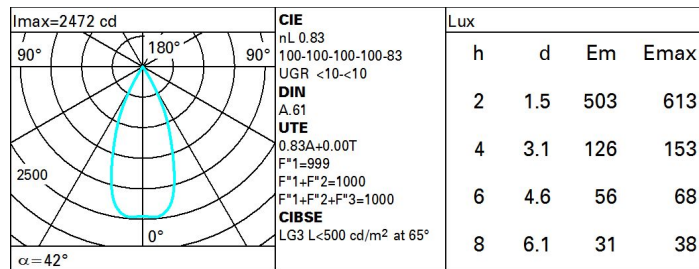 Imax=2472 cd
90° 180° 90°
2500
0°
α=42°
CIE
nL 0.83
100-100-100-100-83
UGR <10-<10
DIN
A.61
UTE
0.83A+0.00T
F"1=999
F"1+F"2=1000
F"1+F"2+F"3=1000
CIBSE
LG3 L<500 cd/m² at 65°
Lux
h d Em Emax
2 1.5 503 613
4 3.1 126 153
6 4.6 56 68
8 6.1 31 38